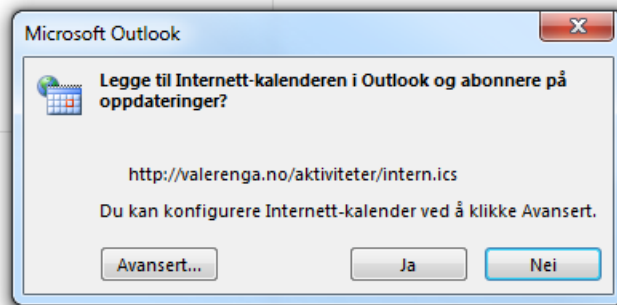 Microsoft Outlook
Legge til Internett-kalenderen i Outlook og abonnere på
oppdateringer?
http://valerenga.no/aktiviteter/intern.ics
Du kan konfigurere Internett-kalender ved å klikke Avansert.
Avansert...
Ja
Nei